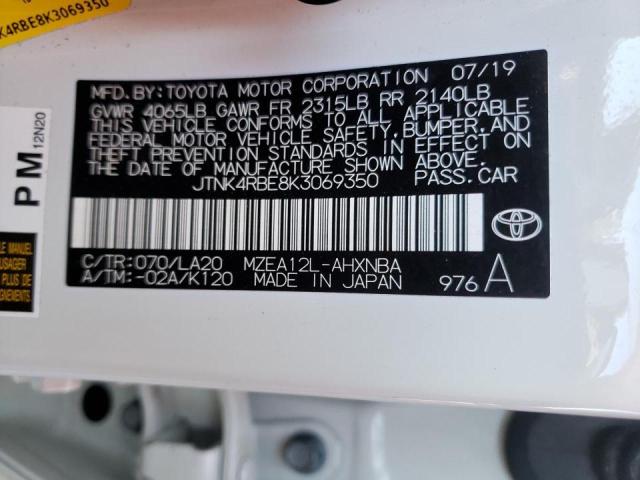 K4RBE8K3069350
MFD. BY: TOYOTA MOTOR CORPORATION 07/19
GVWR 4065LB GAWR FR 2315LB RR 2140LB
THIS VEHICLE CONFORMS TO ALL APPLICABLE
FEDERAL MOTOR VEHICLE SAFETY, BUMPER, AND
THEFT PREVENTION STANDARDS IN EFFECT ON
THE DATE OF MANUFACTURE SHOWN ABOVE.
JTNK4RBE8K3069350 PASS. CAR
TOYOTA
C/TR: 070/LA20 MZEA12L-AHXNBA
A/TM: -02A/K120 MADE IN JAPAN
976 A
PM 12N20
LE MANUEL
USAGER
PLUS DE